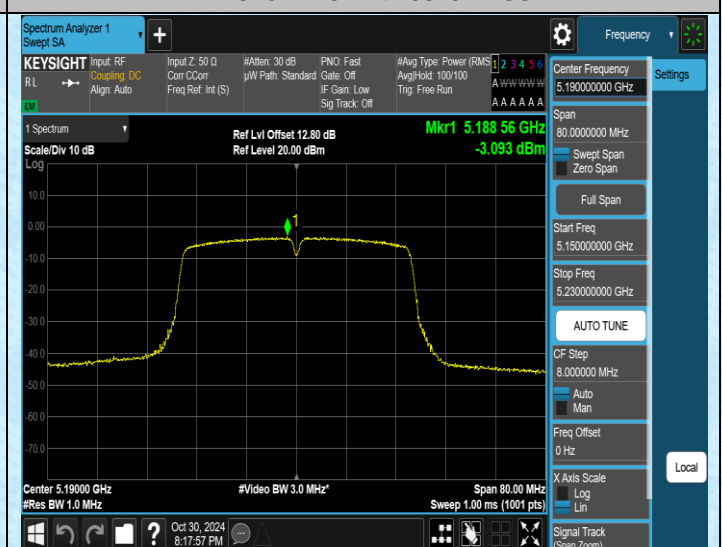 Spectrum Analyzer 1
Swept SA
Frequency
KEYSIGHT
RL
Input: RF
Coupling: DC
Align: Auto
Input Z: 50 Ω
Corr CCorr
Freq Ref: Int (S)
#Atten: 30 dB
µW Path: Standard
PNO: Fast
Gate: Off
IF Gain: Low
Sig Track: Off
#Avg Type: Power (RMS
Avg|Hold: 100/100
Trig: Free Run
1 2 3 4 5 6
A W W W W W
A A A A A A
Center Frequency
5.190000000 GHz
Settings
Span
80.0000000 MHz
Swept Span
Zero Span
Full Span
Start Freq
5.150000000 GHz
Stop Freq
5.230000000 GHz
AUTO TUNE
CF Step
8.000000 MHz
Auto
Man
Freq Offset
0 Hz
X Axis Scale
Log
Lin
Signal Track
(Span Zoom)
Local
1 Spectrum
Scale/Div 10 dB
Log
Ref Lvl Offset 12.80 dB
Ref Level 20.00 dBm
Mkr1 5.188 56 GHz
-3.093 dBm
1
10.0
0.00
-10.0
-20.0
-30.0
-40.0
-50.0
-60.0
-70.0
Center 5.19000 GHz
#Res BW 1.0 MHz
#Video BW 3.0 MHz*
Span 80.00 MHz
Sweep 1.00 ms (1001 pts)
?
Oct 30, 2024
8:17:57 PM